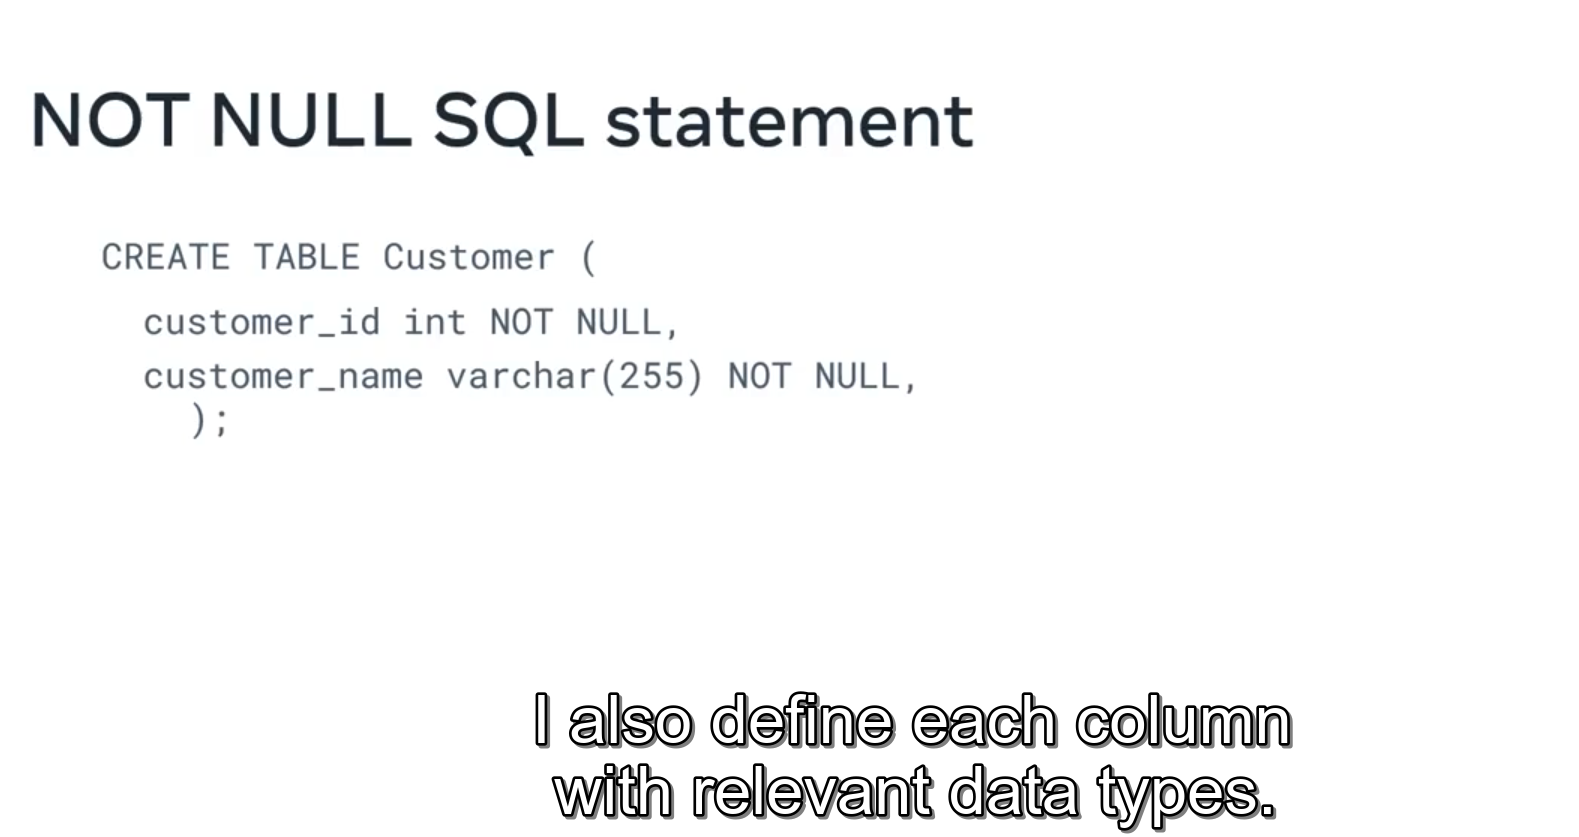 NOT NULL SQL statement
CREATE TABLE Customer (
customer_id int NOT NULL,
customer_name varchar(255) NOT NULL,
);
I also define each column
with relevant data types.